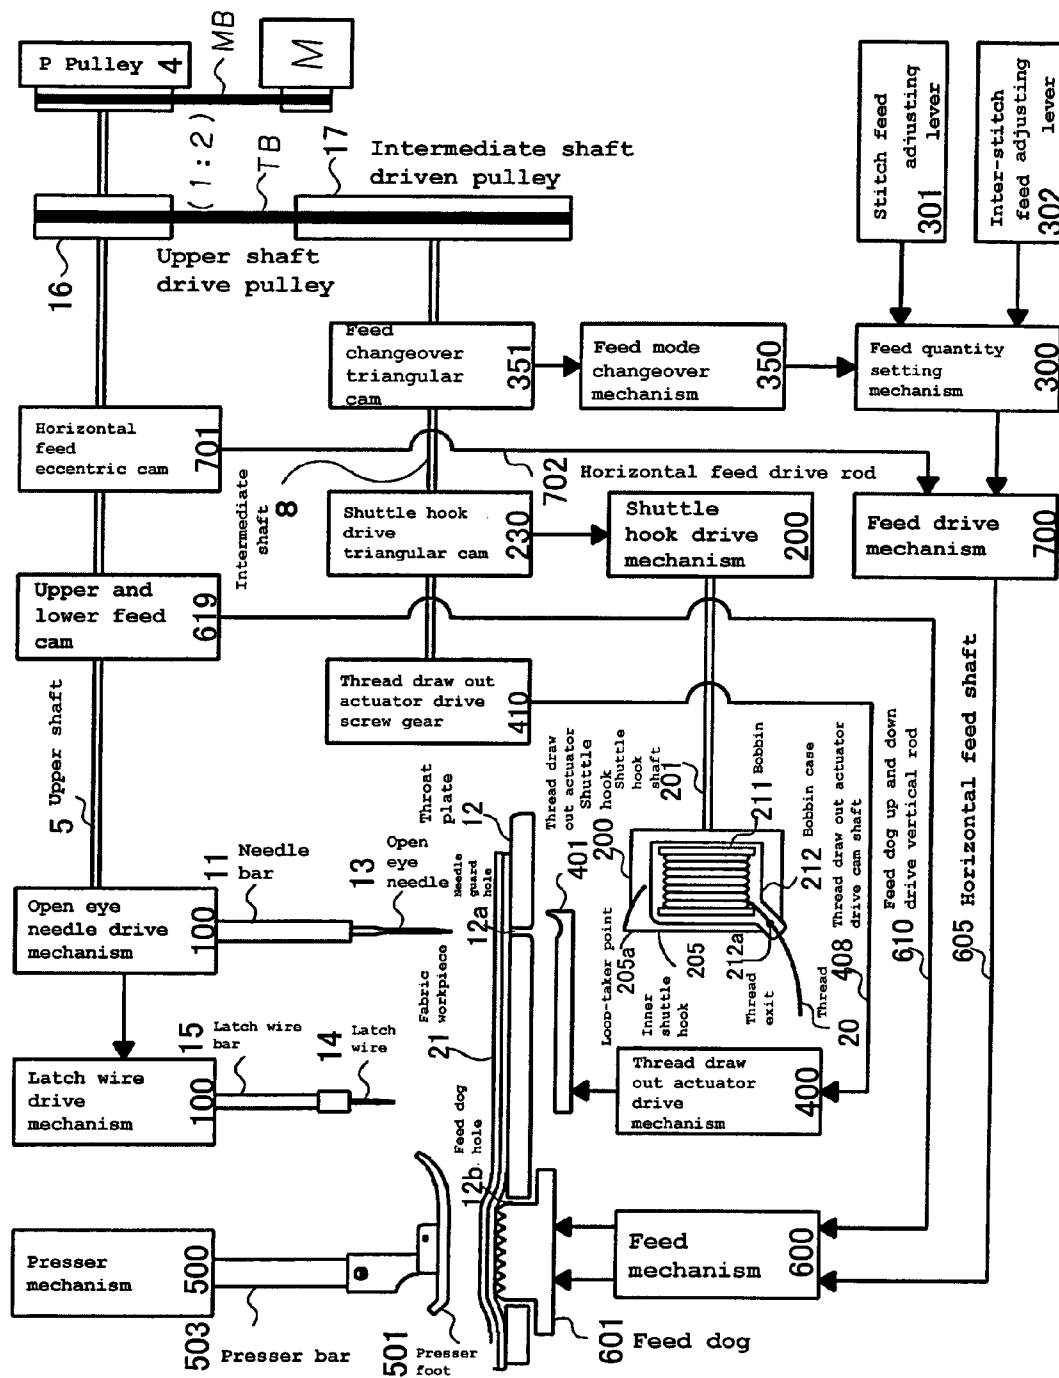 P Pulley 4
MB
M
(1:2)
TB
17
Intermediate shaft
driven pulley
16
Upper shaft
drive pulley
Stitch feed
adjusting
lever
301
Inter-stitch
feed adjusting
lever
302
Feed
changeover
triangular
cam
351
Feed mode
changeover
mechanism
350
Feed quantity
setting
mechanism
300
Horizontal
feed
eccentric cam
701
Intermediate
shaft
8
702
Horizontal feed drive rod
Shuttle hook
drive
triangular cam
230
Shuttle
hook drive
mechanism
200
Feed drive
mechanism
700
Upper and
lower feed
cam
619
Thread draw out
actuator drive
screw gear
410
5 Upper shaft
Open eye
needle drive
mechanism
100
11
Needle
bar
13
Open
eye
needle
Throat
plate
12
Needle
guard
hole
12a
Thread draw
out actuator
401
Shuttle
hook
200
Shuttle
hook
shaft
201
211 Bobbin
212 Bobbin case
Loop-taker point
205a
Inner
shuttle
hook
205
212a
Thread
exit
Thread
20
Thread draw out actuator
drive cam shaft
408
Feed dog up and down
drive vertical rod
610
605 Horizontal feed shaft
Fabric
workpiece
21
Latch wire
drive
mechanism
100
15
Latch wire
bar
14
Latch
wire
Feed dog
hole
12b
Thread draw
out actuator
drive
mechanism
400
Presser
mechanism
500
503 Presser bar
501
Presser
foot
601
Feed dog
Feed
mechanism
600